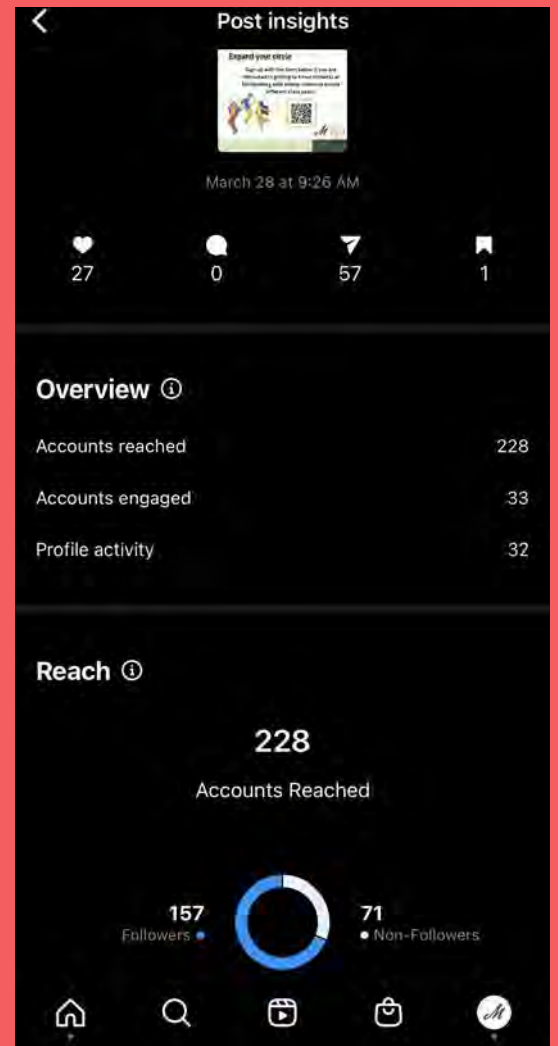 Post insights
Expand your circle
March 28 at 9:26 AM
27
0
57
1
Overview
Accounts reached 228
Accounts engaged 33
Profile activity 32
Reach
228
Accounts Reached
157
Followers
71
Non-Followers
M